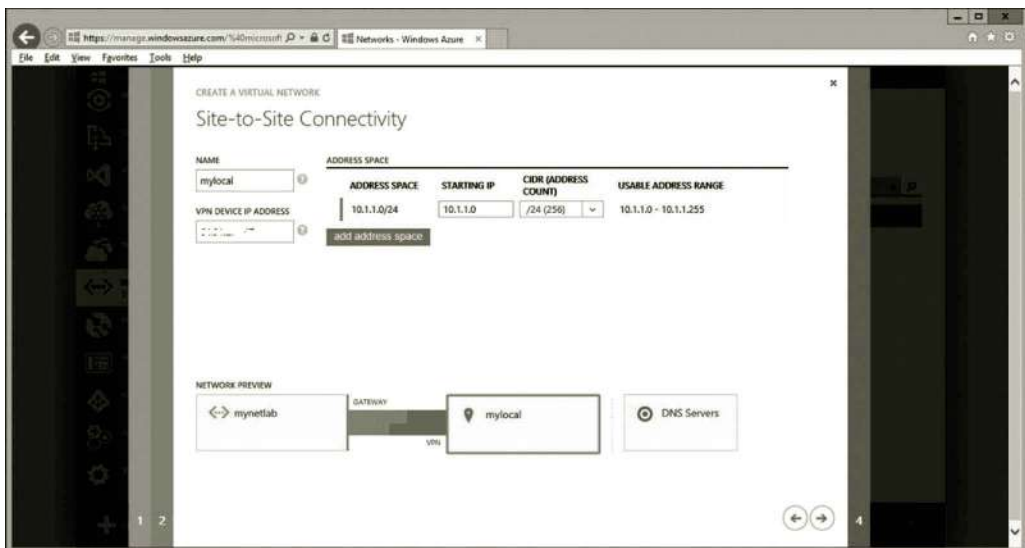 https://manage.windowsazure.com/%40microsoft
Networks - Windows Azure
File Edit View Favorites Tools Help
CREATE A VIRTUAL NETWORK
Site-to-Site Connectivity
NAME
mylocal
VPN DEVICE IP ADDRESS
ADDRESS SPACE
ADDRESS SPACE STARTING IP CIDR (ADDRESS COUNT) USABLE ADDRESS RANGE
10.1.1.0/24 10.1.1.0 /24 (256) 10.1.1.0 - 10.1.1.255
add address space
NETWORK PREVIEW
mynetlab
GATEWAY
VPN
mylocal
DNS Servers
1 2
4